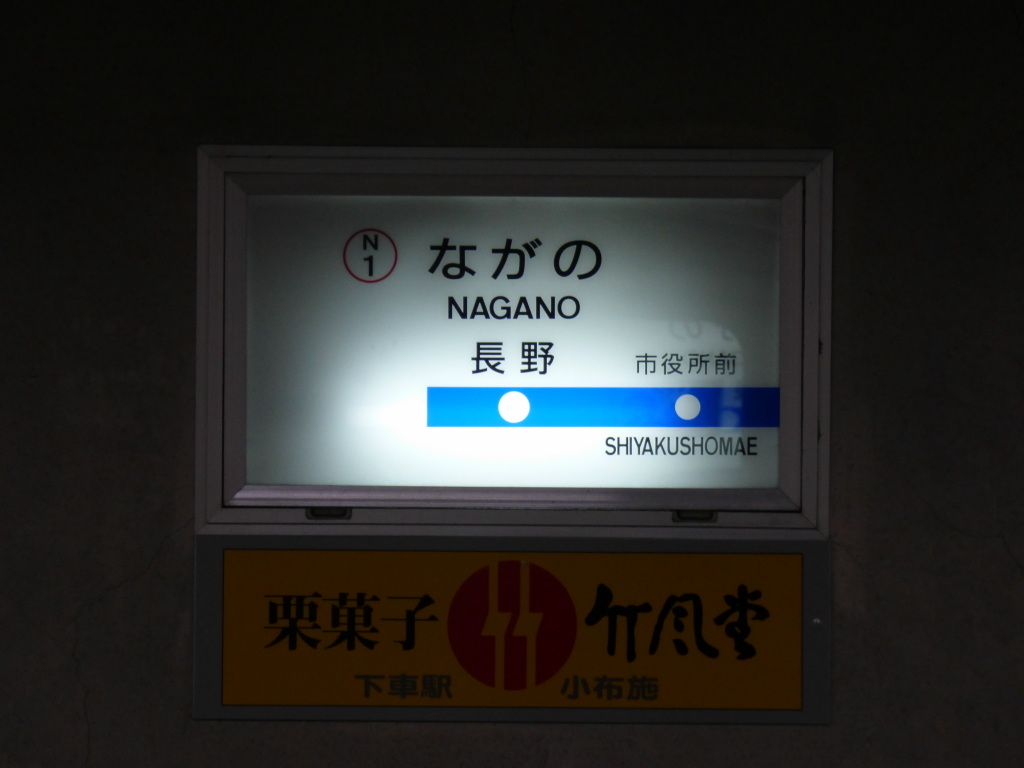 N
1
ながの
NAGANO
長野
市役所前
SHIYAKUSHOMAE
栗菓子 竹風堂
下車駅 小布施